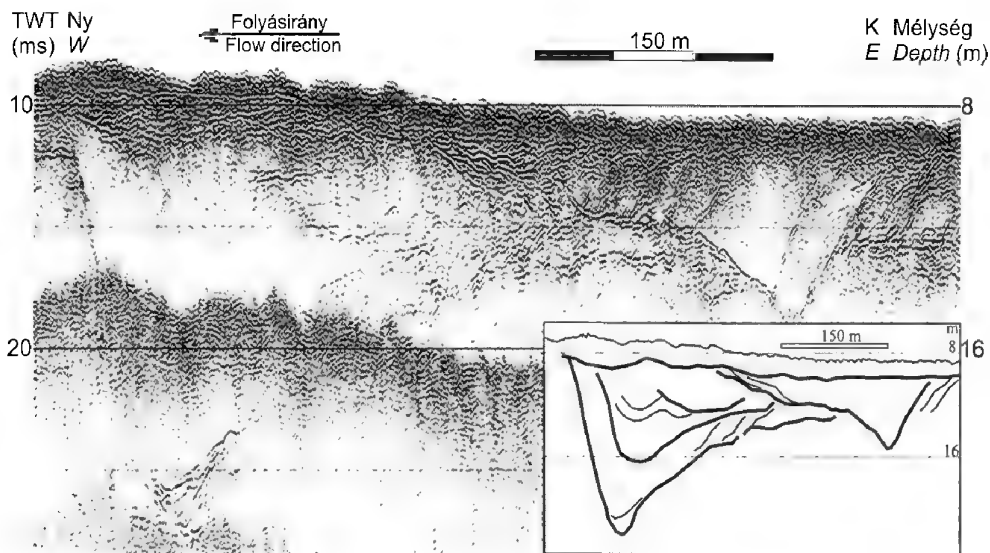 TWT Ny
(ms) W
Folyásirány
Flow direction
150 m
K Mélység
E Depth (m)
10
8
20
16
150 m
m
8
16